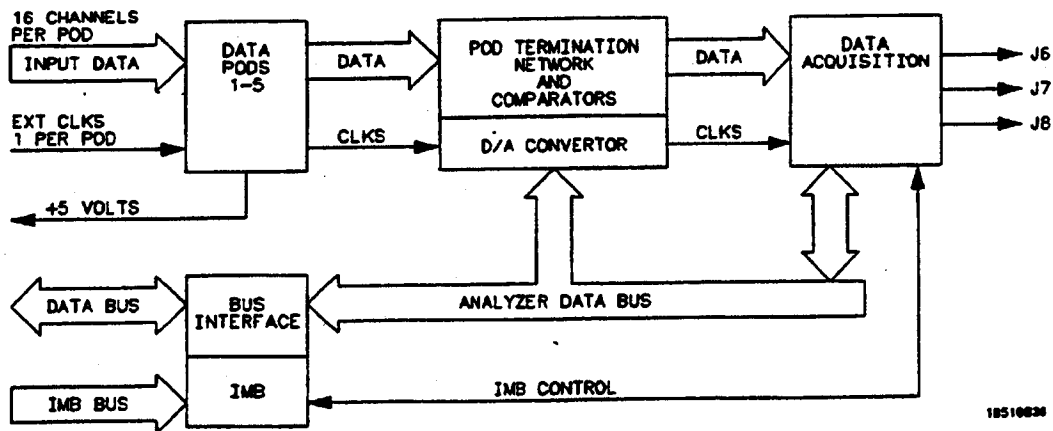 16 CHANNELS
PER POD
INPUT DATA
EXT CLKS
1 PER POD
+5 VOLTS
DATA
PODS
1-5
DATA
CLKS
POD TERMINATION
NETWORK
AND
COMPARATORS
D/A CONVERTOR
DATA
CLKS
DATA
ACQUISITION
J6
J7
J8
DATA BUS
BUS
INTERFACE
ANALYZER DATA BUS
IMB BUS
IMB
IMB CONTROL